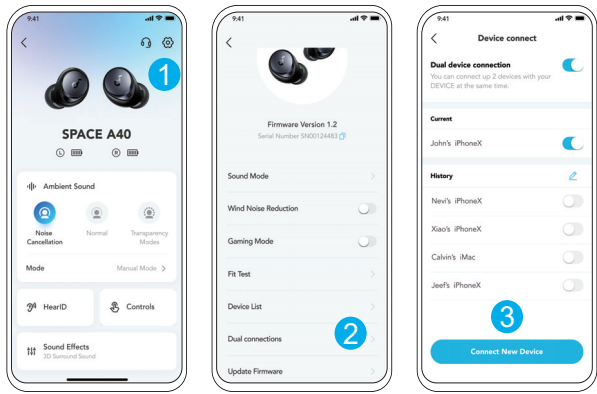 9:41
1
SPACE A40
L R
Ambient Sound
Noise Cancellation
Normal
Transparency Modes
Mode Manual Mode
HearID
Controls
Sound Effects
3D Surround Sound
9:41
Firmware Version 1.2
Serial Number SN00124483
Sound Mode
Wind Noise Reduction
Gaming Mode
Fit Test
Device List
Dual connections
2
Update Firmware
9:41
Device connect
Dual device connection
You can connect up 2 devices with your
DEVICE at the same time.
Current
John's iPhoneX
History
Nevi's iPhoneX
Xiao's iPhoneX
Calvin's iMac
Jeef's iPhoneX
3
Connect New Device